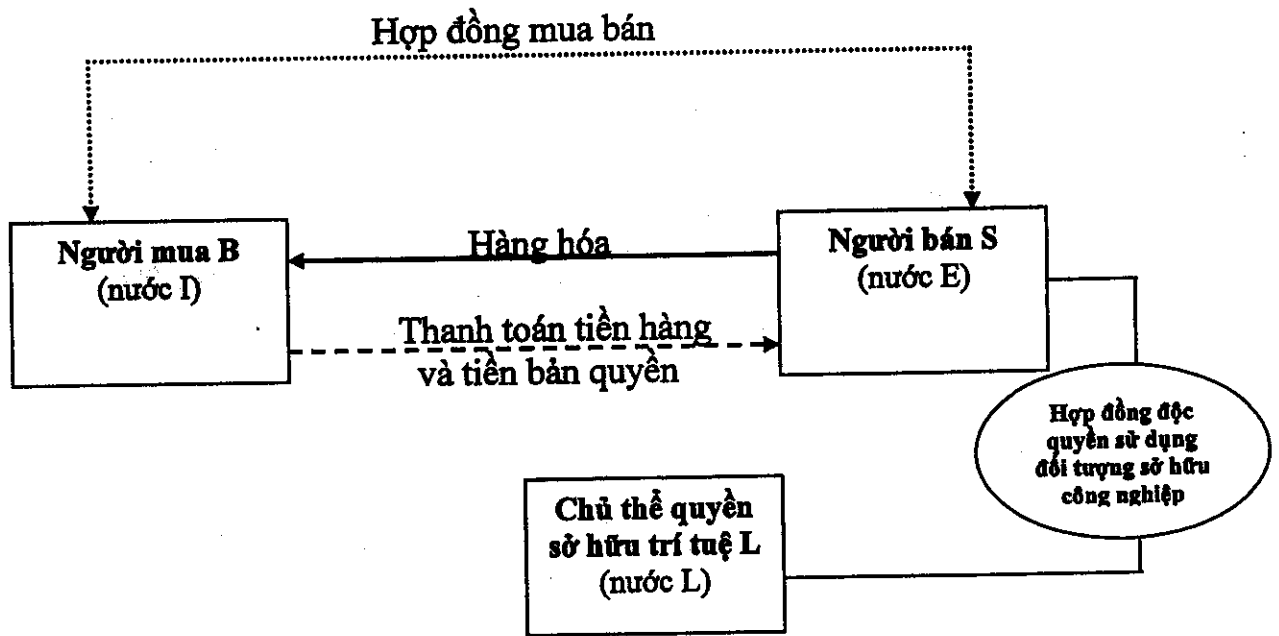 Hợp đồng mua bán
Người mua B
(nước I)
Hàng hóa
Người bán S
(nước E)
Thanh toán tiền hàng
và tiền bản quyền
Hợp đồng độc
quyền sử dụng
đối tượng sở hữu
công nghiệp
Chủ thể quyền
sở hữu trí tuệ L
(nước L)